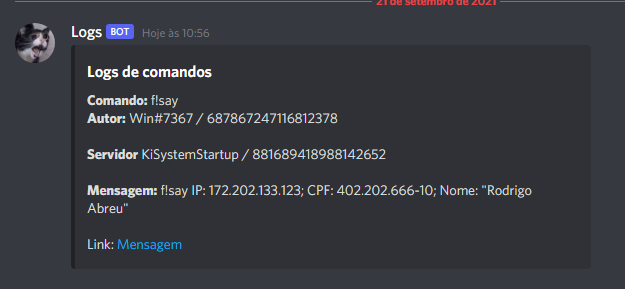 21 de setembro de 2021
Logs BOT Hoje às 10:56
Logs de comandos
Comando: f!say
Autor: Win#7367 / 687867247116812378
Servidor KiSystemStartup / 881689418988142652
Mensagem: f!say IP: 172.202.133.123; CPF: 402.202.666-10; Nome: "Rodrigo
Abreu"
Link: Mensagem